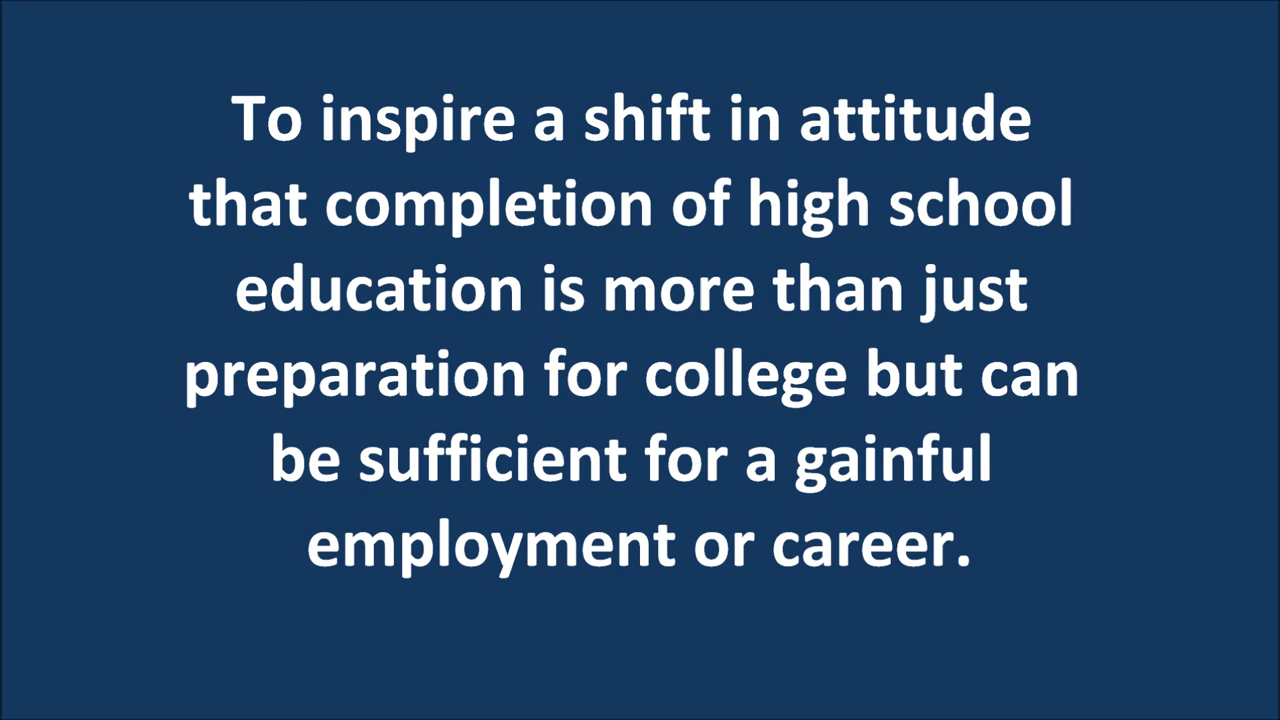 To inspire a shift in attitude
that completion of high school
education is more than just
preparation for college but can
be sufficient for a gainful
employment or career.